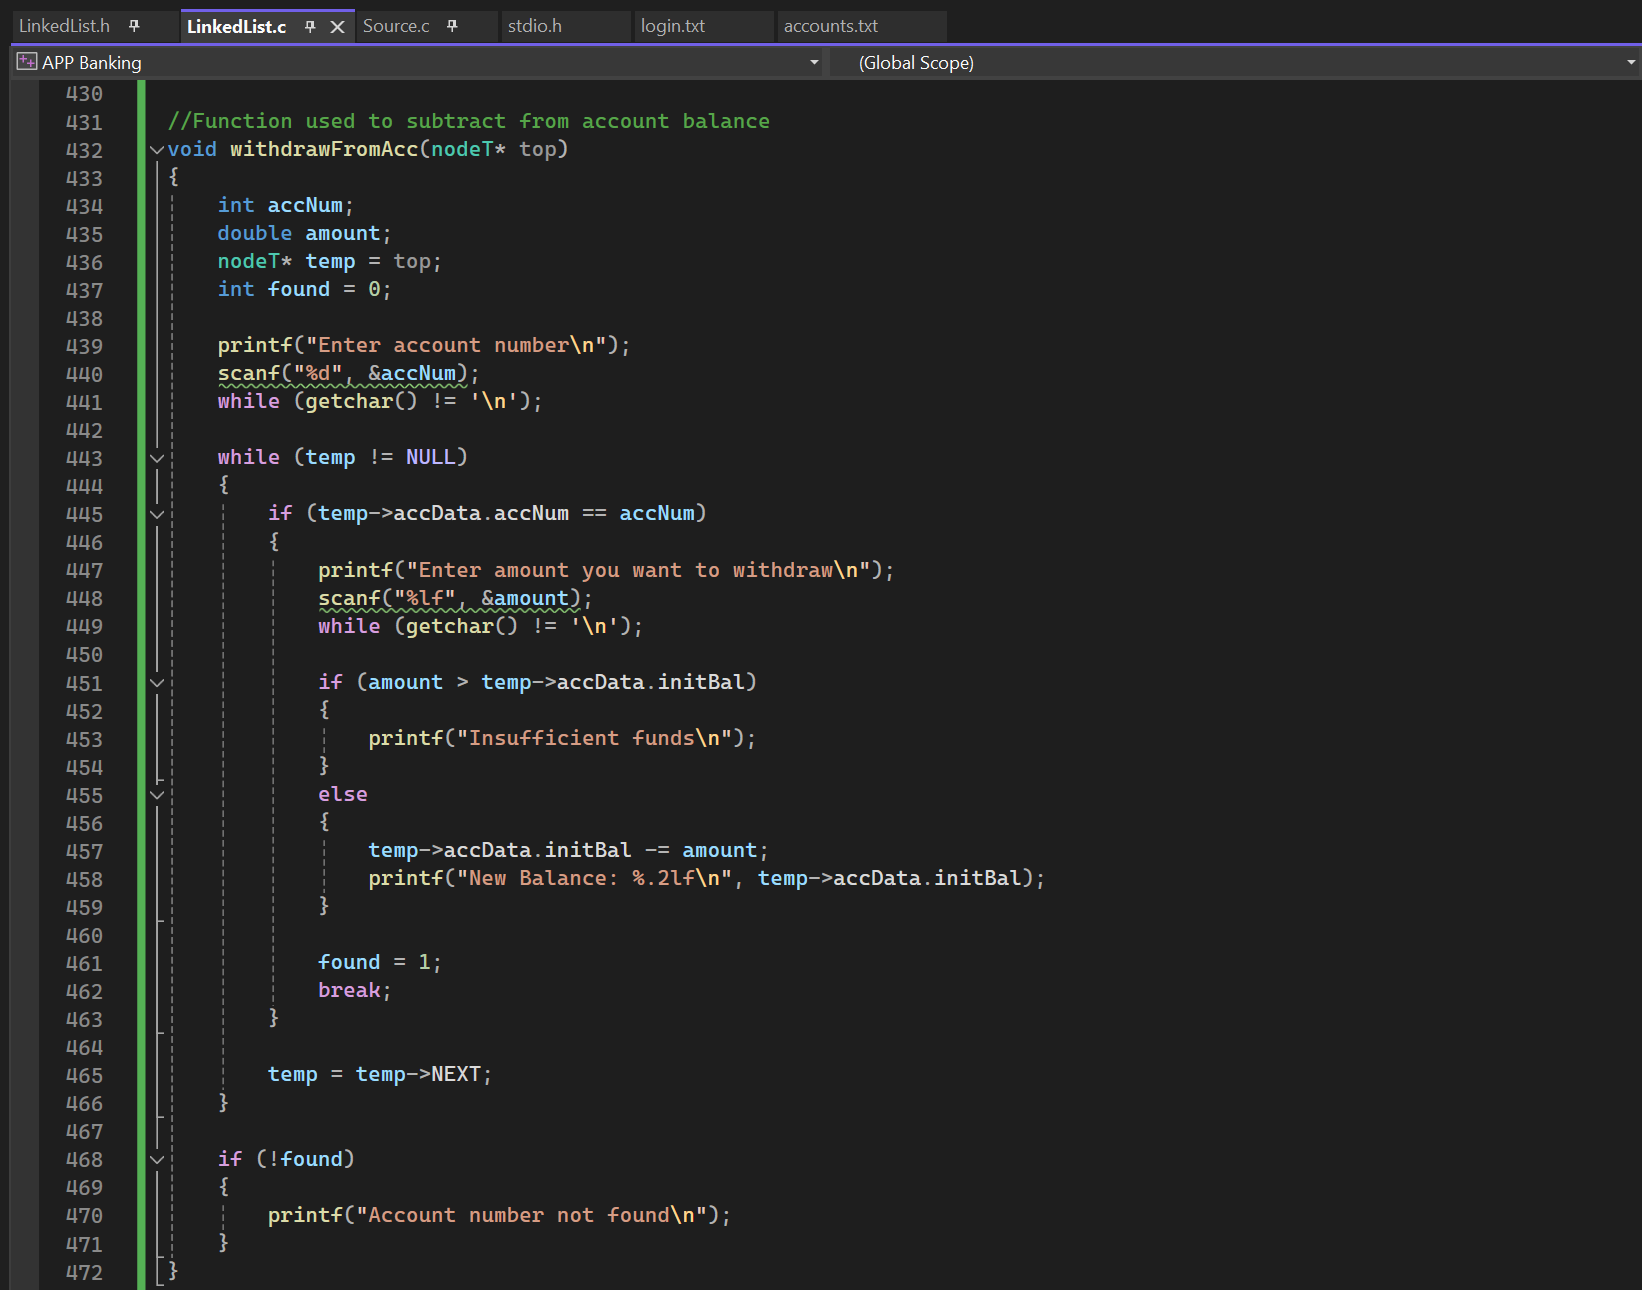 LinkedList.h LinkedList.c Source.c stdio.h login.txt accounts.txt
APP Banking (Global Scope)
430
431 //Function used to subtract from account balance
432 void withdrawFromAcc(nodeT* top)
433 {
434 int accNum;
435 double amount;
436 nodeT* temp = top;
437 int found = 0;
438
439 printf("Enter account number\n");
440 scanf("%d", &accNum);
441 while (getchar() != '\n');
442
443 while (temp != NULL)
444 {
445 if (temp->accData.accNum == accNum)
446 {
447 printf("Enter amount you want to withdraw\n");
448 scanf("%lf", &amount);
449 while (getchar() != '\n');
450
451 if (amount > temp->accData.initBal)
452 {
453 printf("Insufficient funds\n");
454 }
455 else
456 {
457 temp->accData.initBal -= amount;
458 printf("New Balance: %.2lf\n", temp->accData.initBal);
459 }
460
461 found = 1;
462 break;
463 }
464
465 temp = temp->NEXT;
466 }
467
468 if (!found)
469 {
470 printf("Account number not found\n");
471 }
472 }